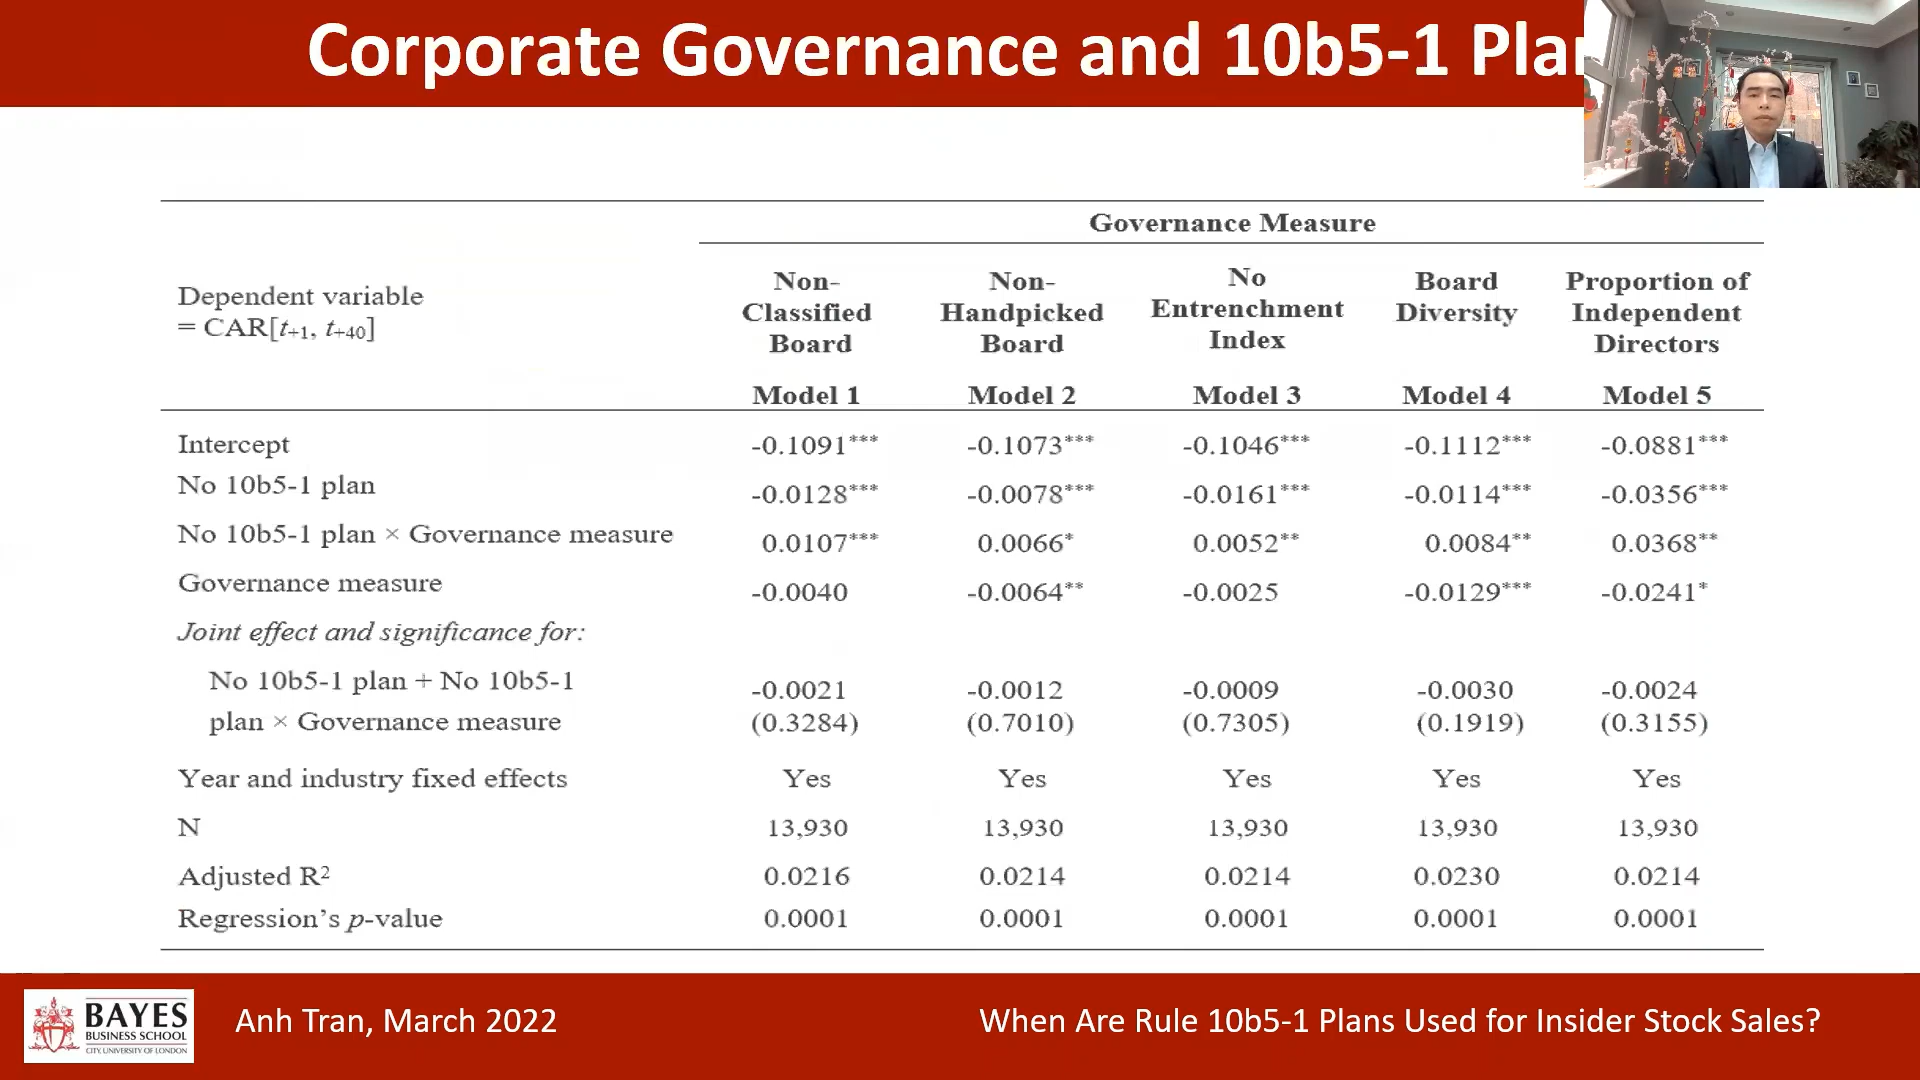 Corporate Governance and 10b5-1
Governance Measure
Dependent variable
= CAR[t+1, t+40]
Non-Classified Board
Non-Handpicked Board
No Entrenchment Index
Board Diversity
Proportion of Independent Directors
Model 1 Model 2 Model 3 Model 4 Model 5
Intercept -0.1091*** -0.1073*** -0.1046*** -0.1112*** -0.0881***
No 10b5-1 plan -0.0128*** -0.0078*** -0.0161*** -0.0114*** -0.0356***
No 10b5-1 plan × Governance measure 0.0107*** 0.0066* 0.0052** 0.0084** 0.0368**
Governance measure -0.0040 -0.0064** -0.0025 -0.0129*** -0.0241*
Joint effect and significance for:
No 10b5-1 plan + No 10b5-1 -0.0021 -0.0012 -0.0009 -0.0030 -0.0024
plan × Governance measure (0.3284) (0.7010) (0.7305) (0.1919) (0.3155)
Year and industry fixed effects Yes Yes Yes Yes Yes
N 13,930 13,930 13,930 13,930 13,930
Adjusted R² 0.0216 0.0214 0.0214 0.0230 0.0214
Regression's p-value 0.0001 0.0001 0.0001 0.0001 0.0001
BAYES
BUSINESS SCHOOL
CITY, UNIVERSITY OF LONDON
Anh Tran, March 2022
When Are Rule 10b5-1 Plans Used for Insider Stock Sales?